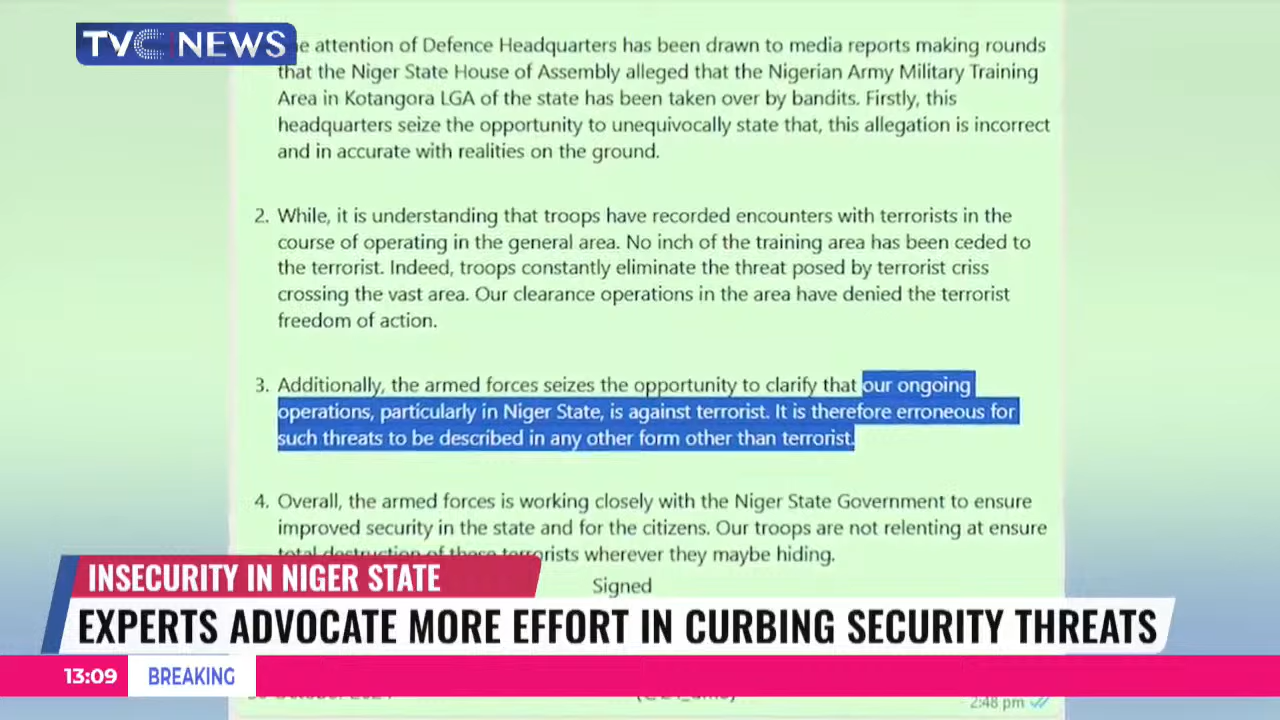 TVC NEWS
he attention of Defence Headquarters has been drawn to media reports making rounds
that the Niger State House of Assembly alleged that the Nigerian Army Military Training
Area in Kotangora LGA of the state has been taken over by bandits. Firstly, this
headquarters seize the opportunity to unequivocally state that, this allegation is incorrect
and in accurate with realities on the ground.
2. While, it is understanding that troops have recorded encounters with terrorists in the
course of operating in the general area. No inch of the training area has been ceded to
the terrorist. Indeed, troops constantly eliminate the threat posed by terrorist criss
crossing the vast area. Our clearance operations in the area have denied the terrorist
freedom of action.
3. Additionally, the armed forces seizes the opportunity to clarify that our ongoing
operations, particularly in Niger State, is against terrorist. It is therefore erroneous for
such threats to be described in any other form other than terrorist.
4. Overall, the armed forces is working closely with the Niger State Government to ensure
improved security in the state and for the citizens. Our troops are not relenting at ensure
total destruction of these terrorists wherever they maybe hiding.
Signed
INSECURITY IN NIGER STATE
EXPERTS ADVOCATE MORE EFFORT IN CURBING SECURITY THREATS
13:09 BREAKING
2:48 pm